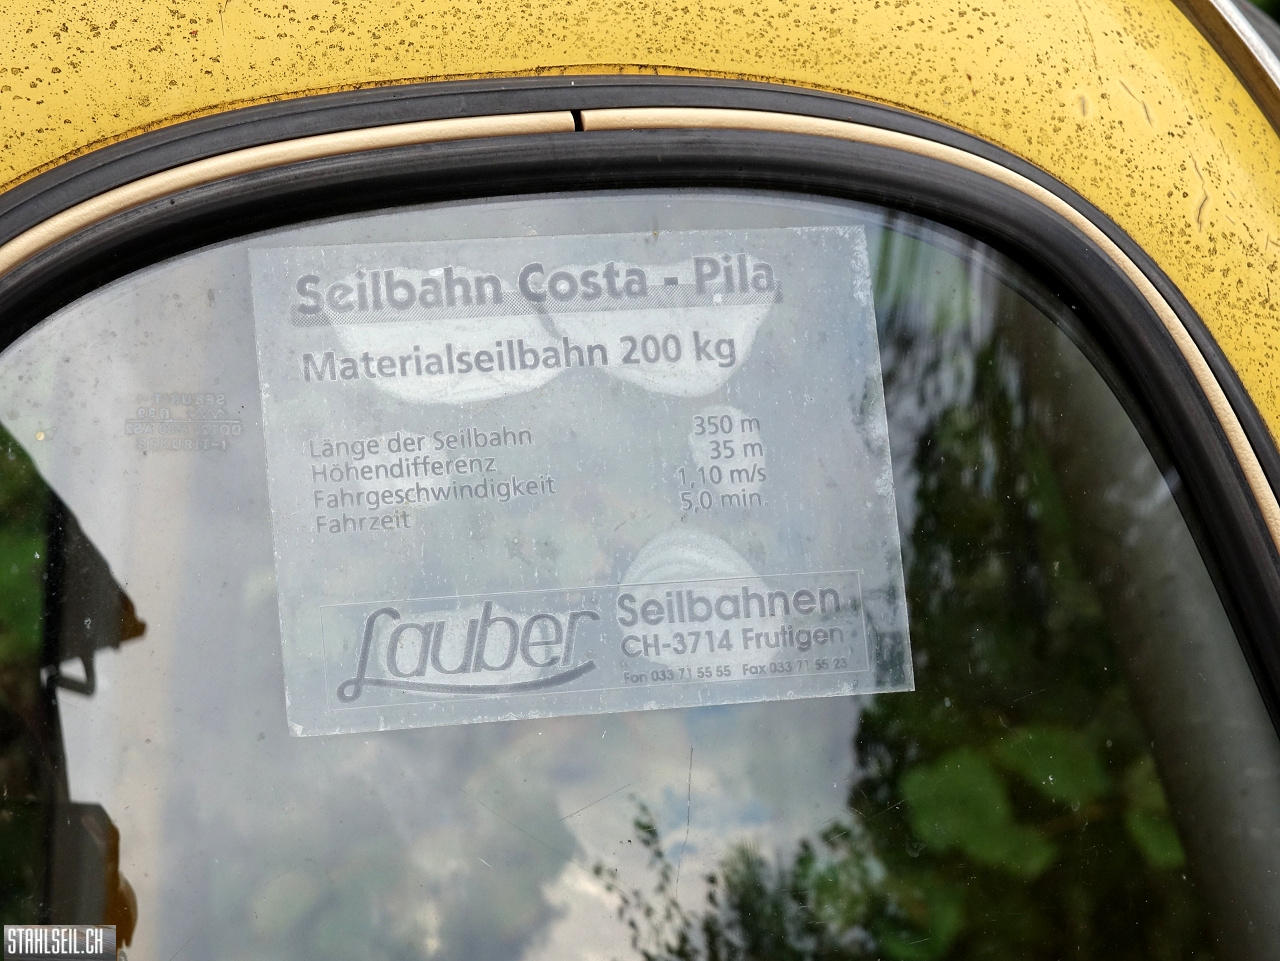 Seilbahn Costa - Pila
Materialseilbahn 200 kg
Länge der Seilbahn 350 m
Höhendifferenz 35 m
Fahrgeschwindigkeit 1,10 m/s
Fahrzeit 5,0 min.
Lauber
Seilbahnen
CH-3714 Frutigen
Fon 033 71 55 55 Fax 033 71 55 23
STAHLSEIL.CH